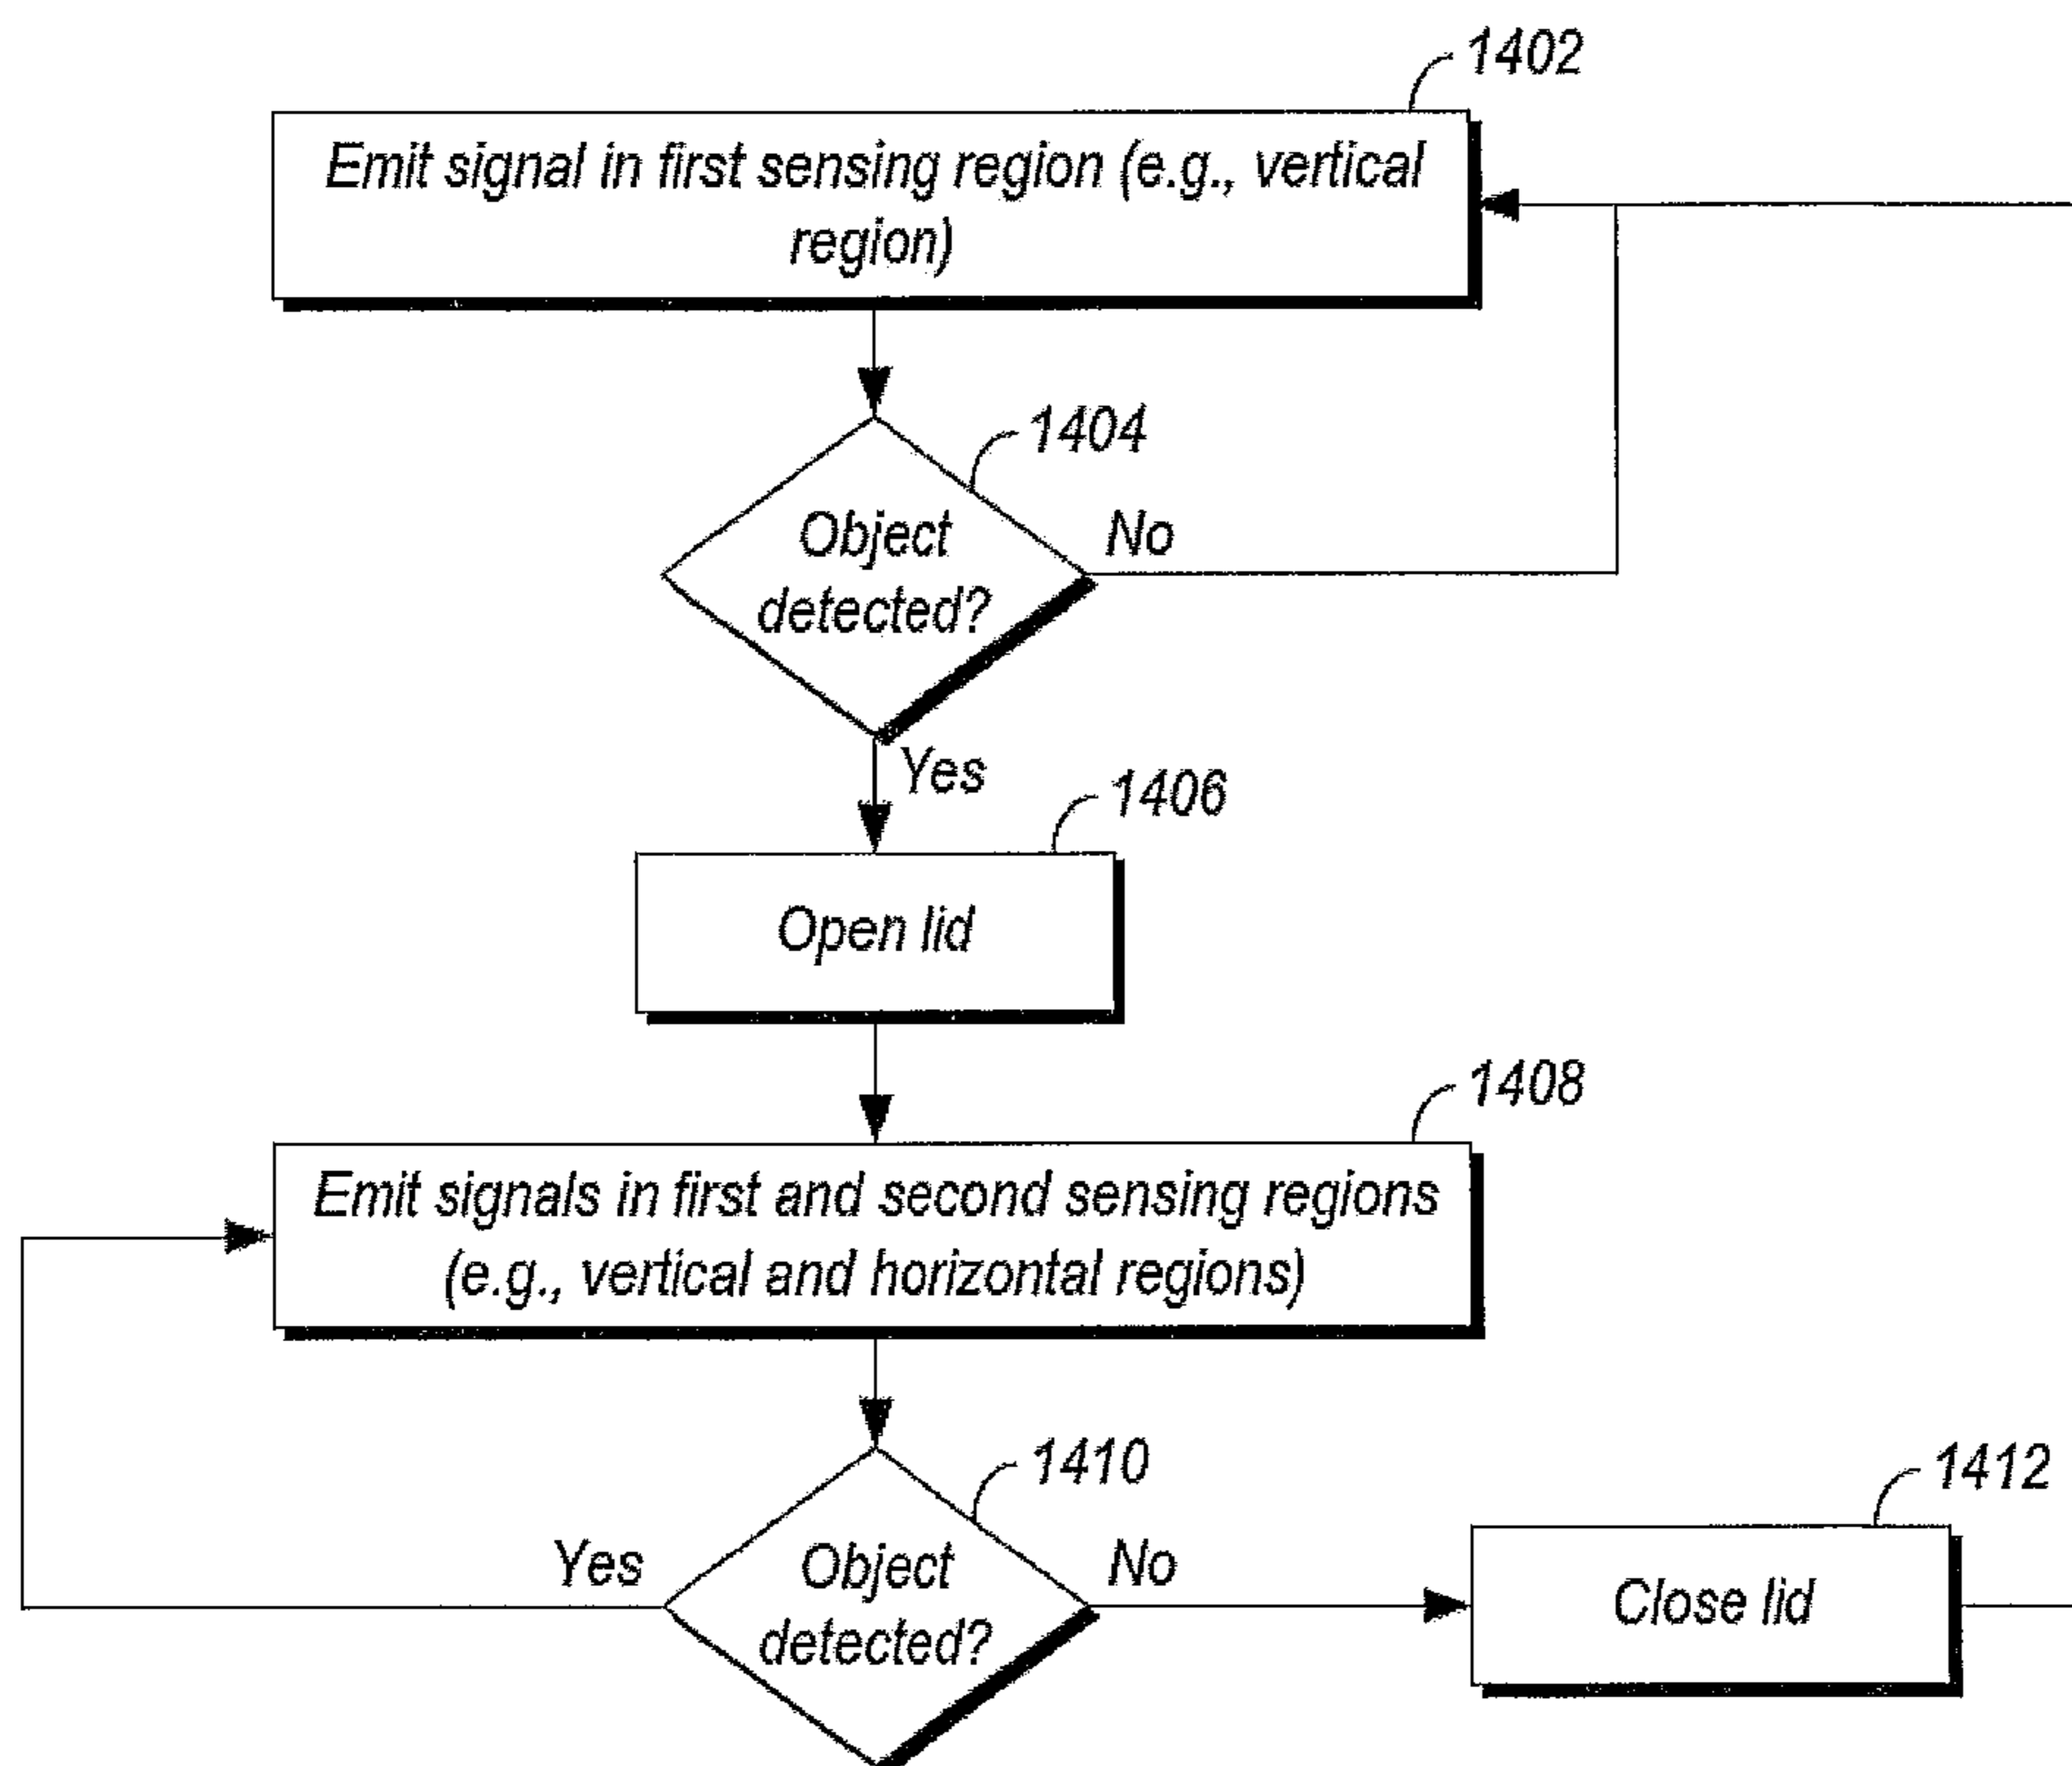 1402
Emit signal in first sensing region (e.g., vertical
region)
1404
Object
detected?
No
Yes
1406
Open lid
1408
Emit signals in first and second sensing regions
(e.g., vertical and horizontal regions)
1410
Yes
Object
detected?
No
1412
Close lid